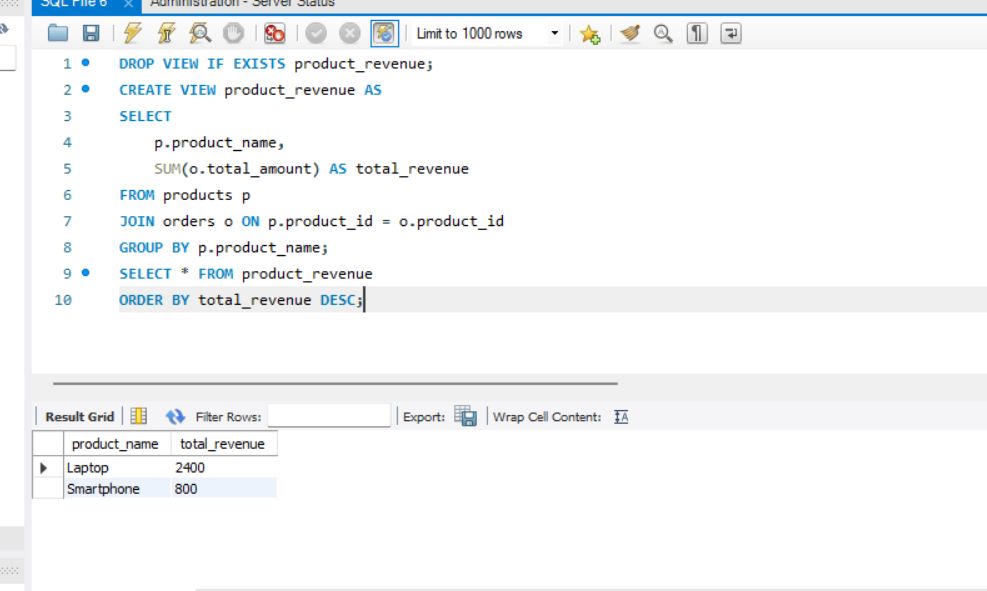 SQL File 6 × Administration - Server Status
Limit to 1000 rows
1 DROP VIEW IF EXISTS product_revenue;
2 CREATE VIEW product_revenue AS
3 SELECT
4 p.product_name,
5 SUM(o.total_amount) AS total_revenue
6 FROM products p
7 JOIN orders o ON p.product_id = o.product_id
8 GROUP BY p.product_name;
9 SELECT * FROM product_revenue
10 ORDER BY total_revenue DESC;
Result Grid Filter Rows: Export: Wrap Cell Content: IA
product_name total_revenue
Laptop 2400
Smartphone 800